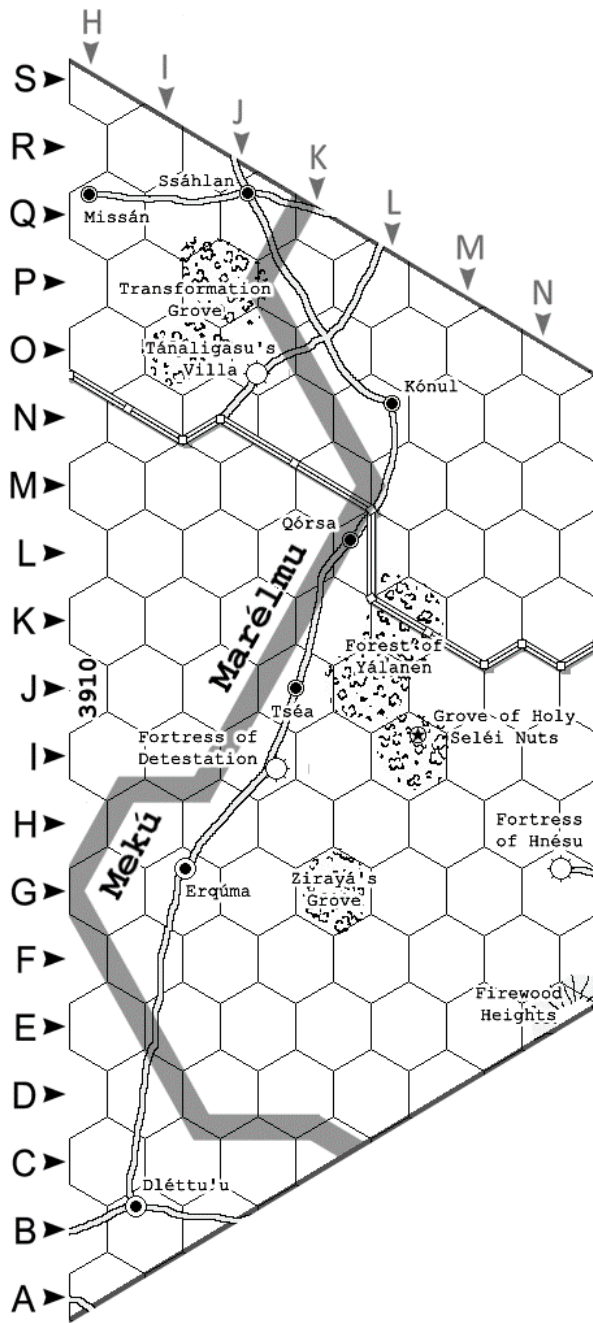 H
S
I
R
J
Ssáhlan
K
Q
Missán
L
P
M
Transformation
Grove
N
O
Tánaligasu's
Villa
Kónul
N
M
Qórsa
L
Marélmu
K
Forest of
Yálanen
3910
J
Tséa
Grove of Holy
Seléi Nuts
Fortress of
Detestation
I
H
Fortress
of Hnésu
Mekú
G
Erqúma
Zirayá's
Grove
F
Firewood
Heights
E
D
C
Dléttu'u
B
A